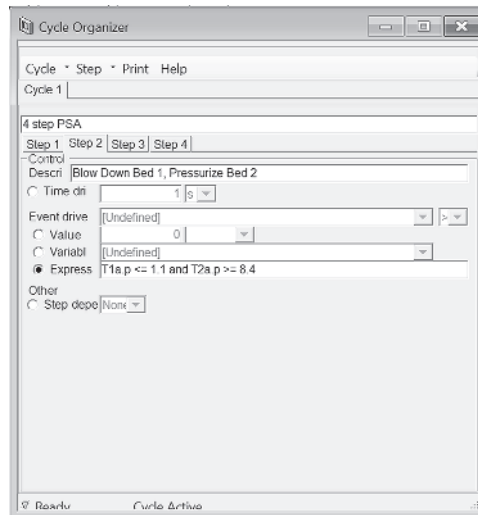 Cycle Organizer
Cycle Step Print Help
Cycle 1
4 step PSA
Step 1 Step 2 Step 3 Step 4
Control
Descri Blow Down Bed 1, Pressurize Bed 2
Time dri 1 s
Event drive [Undefined] >
Value 0
Variabl [Undefined]
Express T1a.p <= 1.1 and T2a.p >= 8.4
Other
Step depe None
Ready Cycle Active